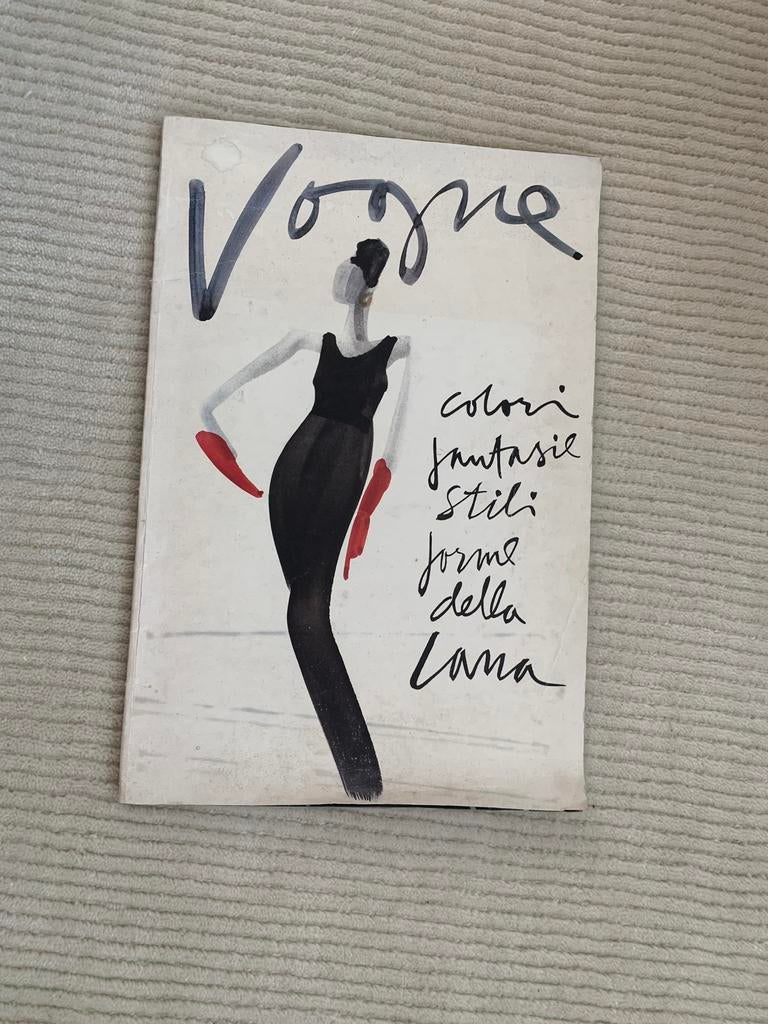 Vogue
colori
fantasie
stili
forme
della
lana